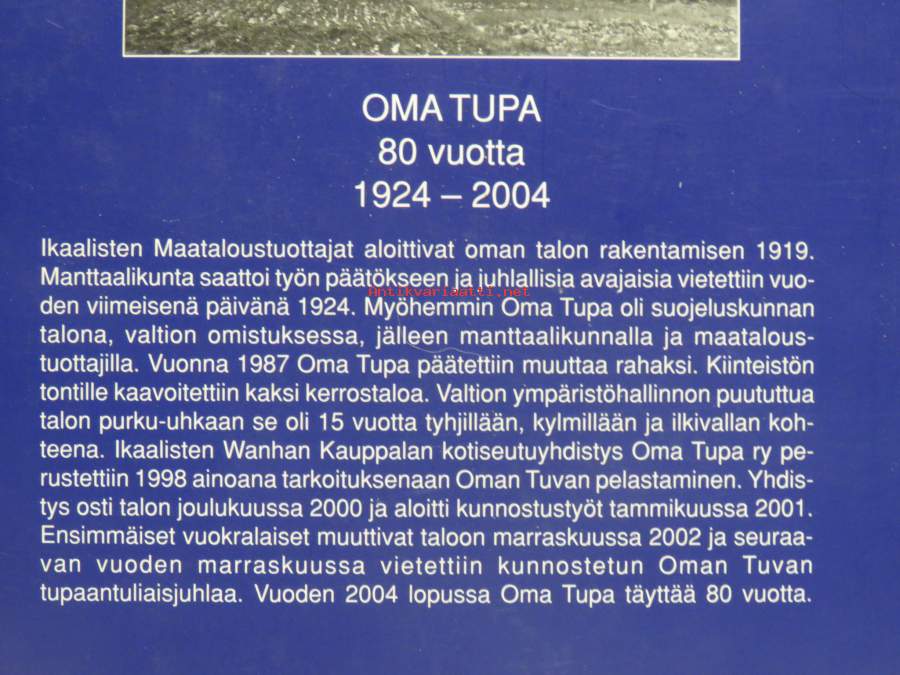 OMA TUPA
80 vuotta
1924 – 2004
Ikaalisten Maataloustuottajat aloittivat oman talon rakentamisen 1919.
Manttaalikunta saattoi työn päätökseen ja juhlallisia avajaisia vietettiin vuo-
Antikvariaatti.net
den viimeisenä päivänä 1924. Myöhemmin Oma Tupa oli suojeluskunnan
talona, valtion omistuksessa, jälleen manttaalikunnalla ja maatalous-
tuottajilla. Vuonna 1987 Oma Tupa päätettiin muuttaa rahaksi. Kiinteistön
tontille kaavoitettiin kaksi kerrostaloa. Valtion ympäristöhallinnon puututtua
talon purku-uhkaan se oli 15 vuotta tyhjillään, kylmillään ja ilkivallan koh-
teena. Ikaalisten Wanhan Kauppalan kotiseutuyhdistys Oma Tupa ry pe-
rustettiin 1998 ainoana tarkoituksenaan Oman Tuvan pelastaminen. Yhdis-
tys osti talon joulukuussa 2000 ja aloitti kunnostustyöt tammikuussa 2001.
Ensimmäiset vuokralaiset muuttivat taloon marraskuussa 2002 ja seuraa-
van vuoden marraskuussa vietettiin kunnostetun Oman Tuvan
tupaantuliaisjuhlaa. Vuoden 2004 lopussa Oma Tupa täyttää 80 vuotta.